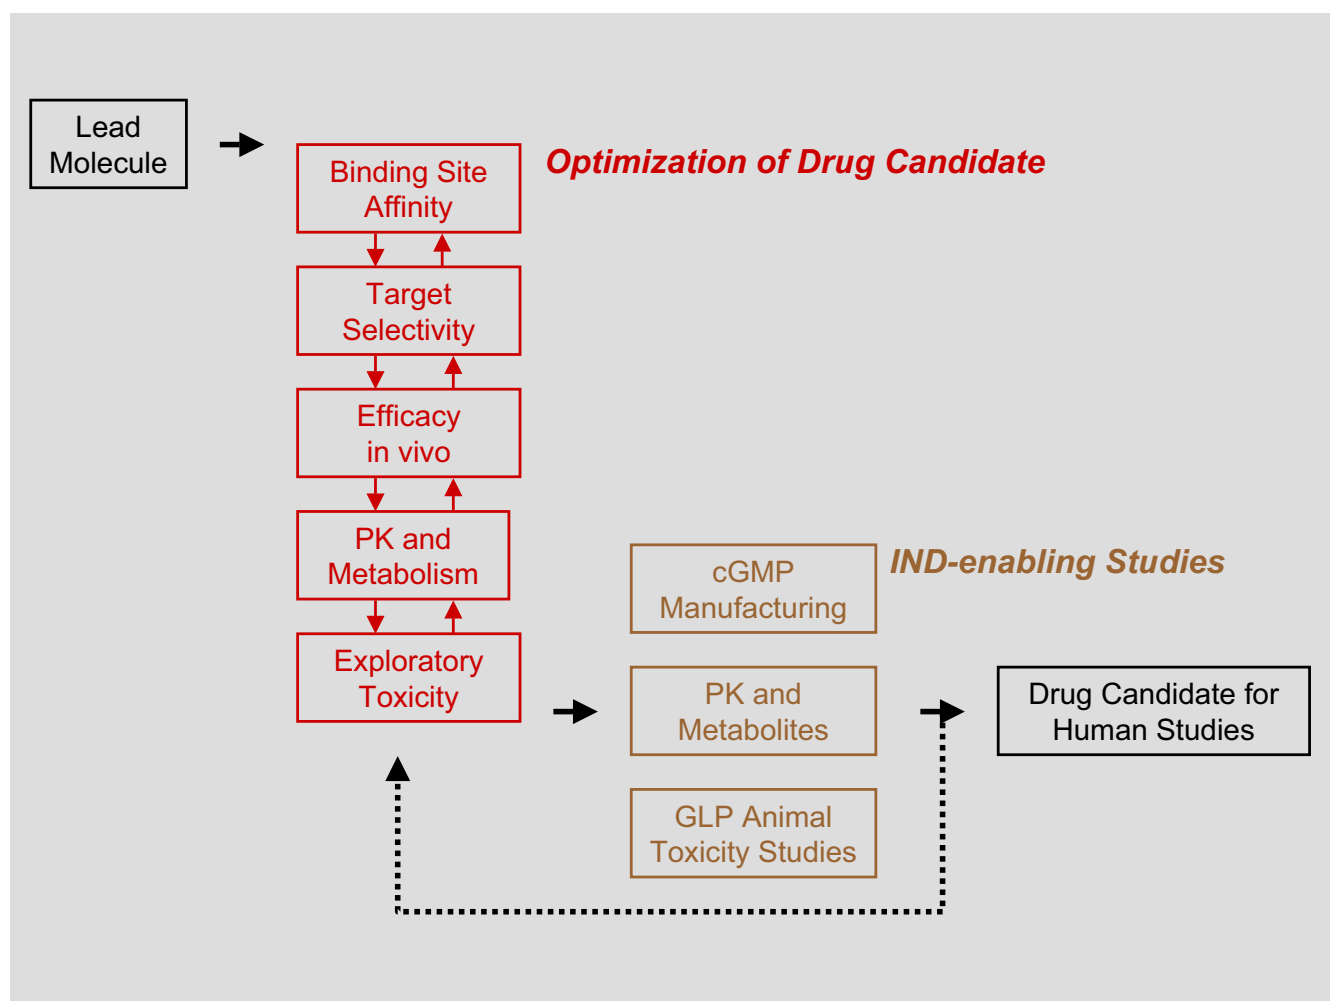 Lead
Molecule
Binding Site
Affinity
Optimization of Drug Candidate
Target
Selectivity
Efficacy
in vivo
PK and
Metabolism
Exploratory
Toxicity
cGMP
Manufacturing
IND-enabling Studies
PK and
Metabolites
GLP Animal
Toxicity Studies
Drug Candidate for
Human Studies